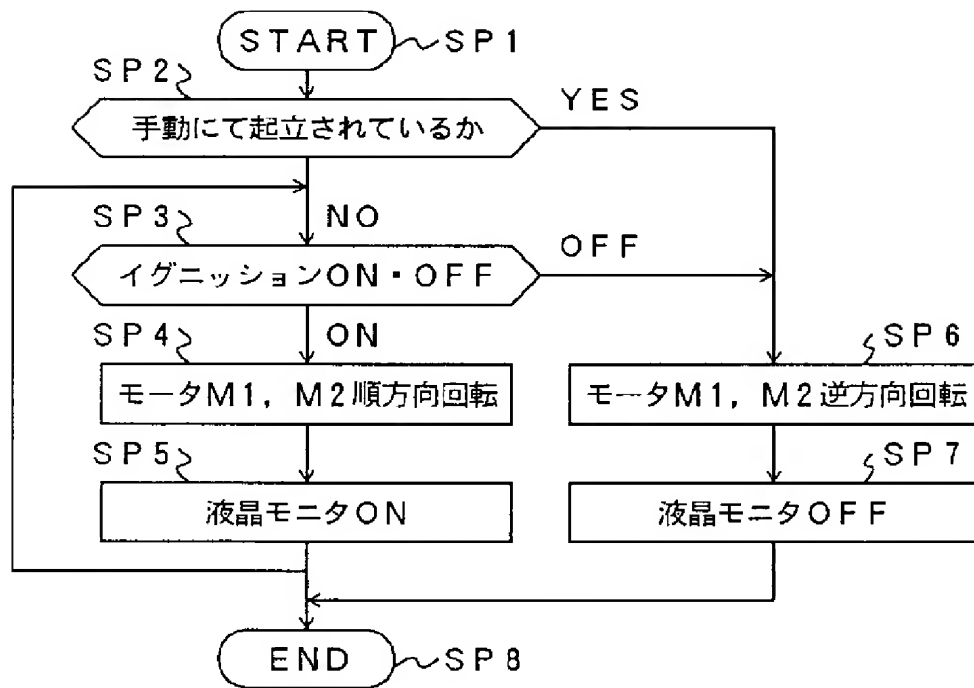 START
SP1
SP2
手動にて起立されているか
YES
NO
SP3
イグニッションON・OFF
OFF
ON
SP4
モータM1，M2順方向回転
SP6
モータM1，M2逆方向回転
SP5
液晶モニタON
SP7
液晶モニタOFF
END
SP8